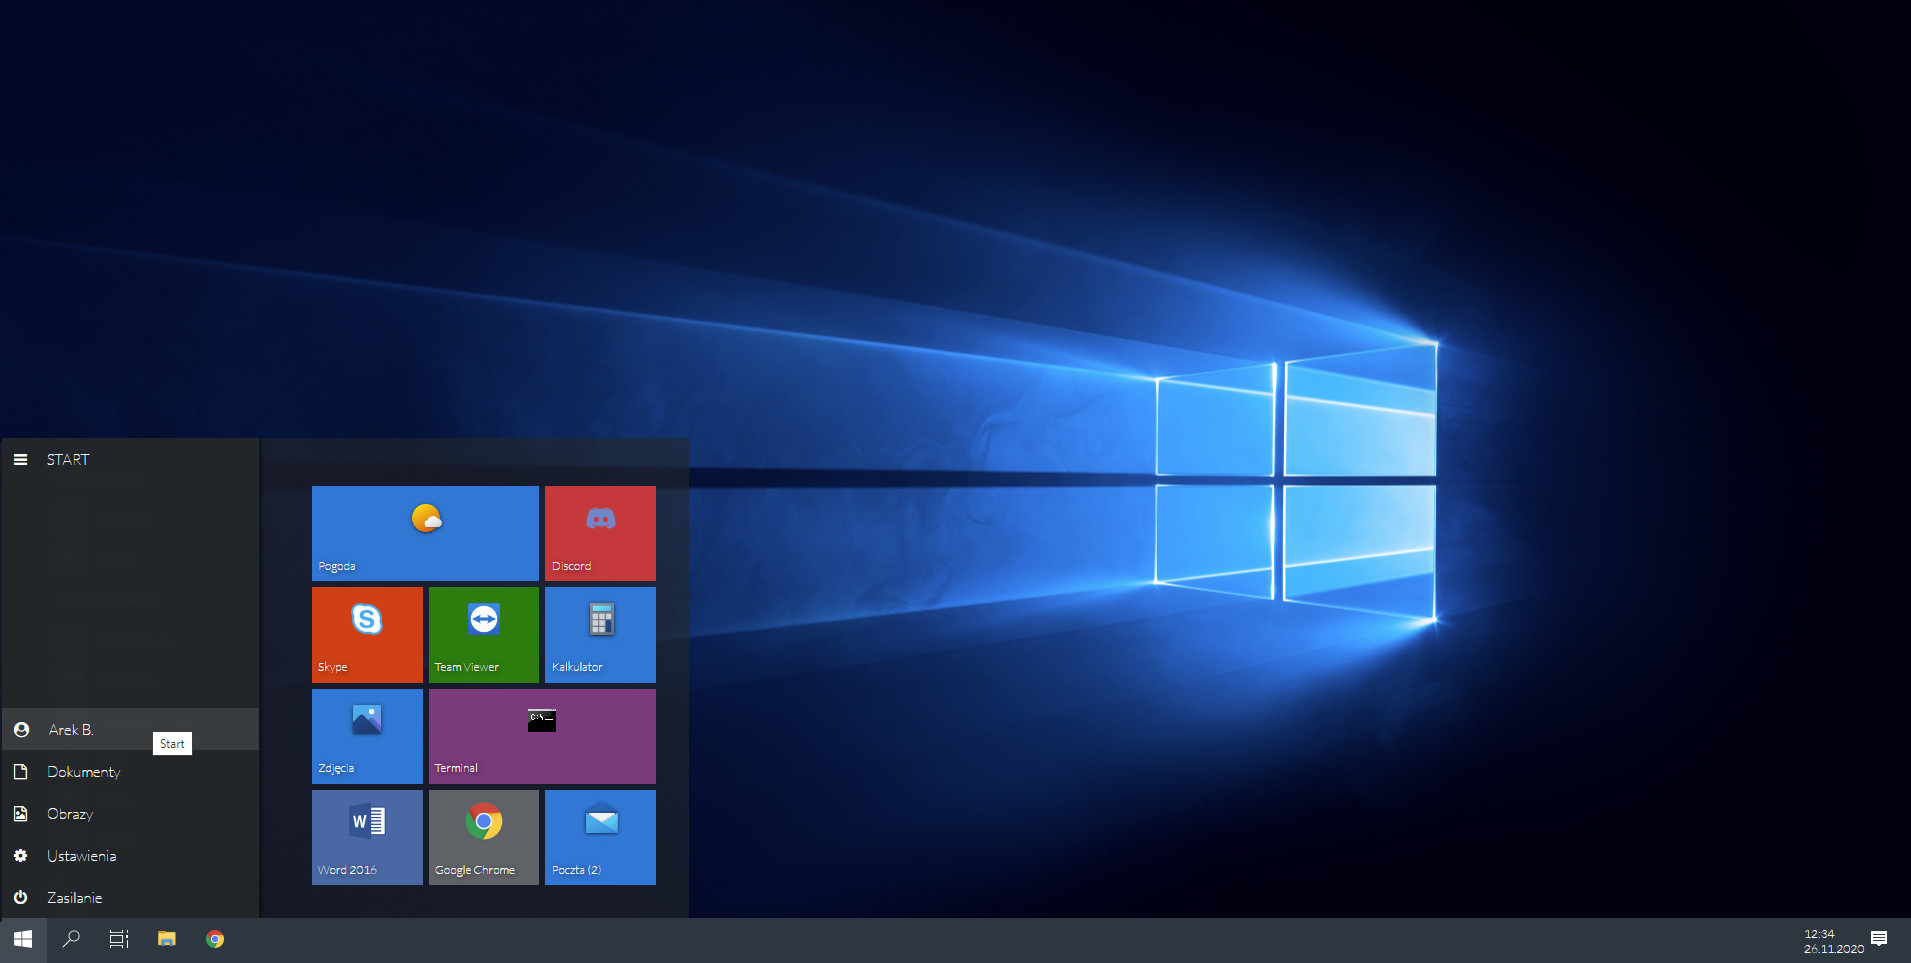 START
Pogoda
Discord
Skype
Team Viewer
Kalkulator
Zdjęcia
C:\_
Terminal
W
Word 2016
Google Chrome
Poczta (2)
Arek B.
Start
Dokumenty
Obrazy
Ustawienia
Zasilanie
12:34
26.11.2020